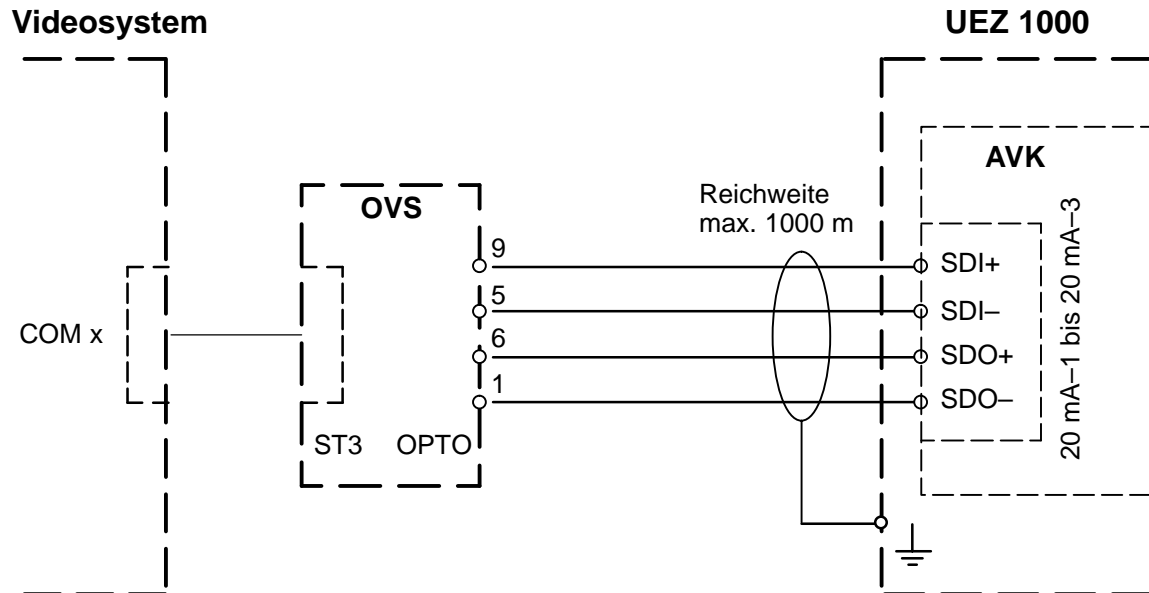 Videosystem
UEZ 1000
AVK
OVS
Reichweite
max. 1000 m
9
SDI+
5
SDI–
COM x
6
SDO+
1
SDO–
20 mA–1 bis 20 mA–3
ST3
OPTO